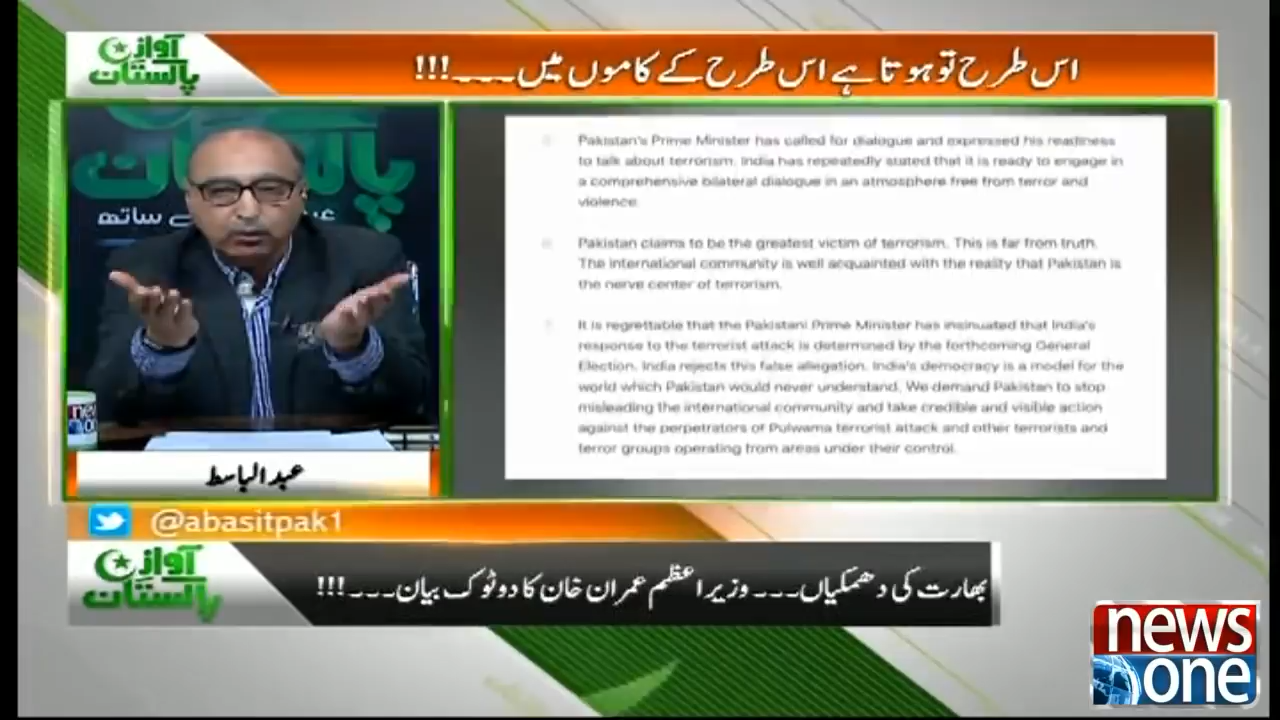 آواز پاکستان
اس طرح تو ہوتا ہے اس طرح کے کاموں میں ۔۔۔۔!!!
پاکستان
ے ساتھ
Pakistan's Prime Minister has called for dialogue and expressed his readiness
to talk about terrorism. India has repeatedly stated that it is ready to engage in
a comprehensive bilateral dialogue in an atmosphere free from terror and
violence.
Pakistan claims to be the greatest victim of terrorism. This is far from truth.
The international community is well acquainted with the reality that Pakistan is
the nerve center of terrorism.
It is regrettable that the Pakistani Prime Minister has insinuated that India's
response to the terrorist attack is determined by the forthcoming General
Election. India rejects this false allegation. India's democracy is a model for the
world which Pakistan would never understand. We demand Pakistan to stop
misleading the international community and take credible and visible action
against the perpetrators of Pulwama terrorist attack and other terrorists and
terror groups operating from areas under their control.
news
one
عبدالباسط
@abasitpak1
آواز پاکستان
بھارت کی دھمکیاں ۔۔۔ وزیراعظم عمران خان کا دوٹوک بیان ۔۔۔۔!!!
news
one